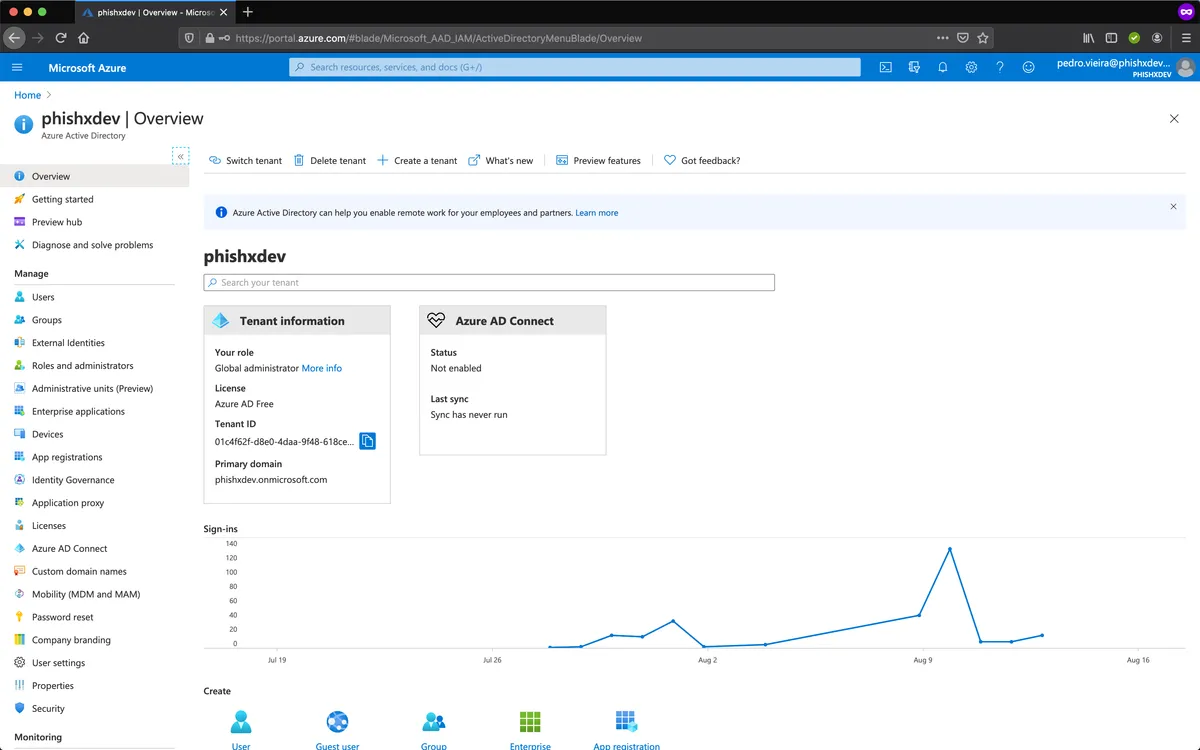 phishxdev | Overview - Micros
https://portal.azure.com/#blade/Microsoft_AAD_IAM/ActiveDirectoryMenuBlade/Overview
Microsoft Azure
Search resources, services, and docs (G+/)
pedro.vieira@phishxdev...
PHISHXDEV
Home
phishxdev | Overview
Azure Active Directory
Switch tenant
Delete tenant
Create a tenant
What's new
Preview features
Got feedback?
Overview
Getting started
Preview hub
Diagnose and solve problems
Manage
Users
Groups
External Identities
Roles and administrators
Administrative units (Preview)
Enterprise applications
Devices
App registrations
Identity Governance
Application proxy
Licenses
Azure AD Connect
Custom domain names
Mobility (MDM and MAM)
Password reset
Company branding
User settings
Properties
Security
Monitoring
Azure Active Directory can help you enable remote work for your employees and partners. Learn more
phishxdev
Search your tenant
Tenant information
Your role
Global administrator More info
License
Azure AD Free
Tenant ID
01c4f62f-d8e0-4daa-9f48-618ce...
Primary domain
phishxdev.onmicrosoft.com
Azure AD Connect
Status
Not enabled
Last sync
Sync has never run
Sign-ins
140
120
100
80
60
40
20
0
Jul 19
Jul 26
Aug 2
Aug 9
Aug 16
Create
User
Guest user
Group
Enterprise
App registration